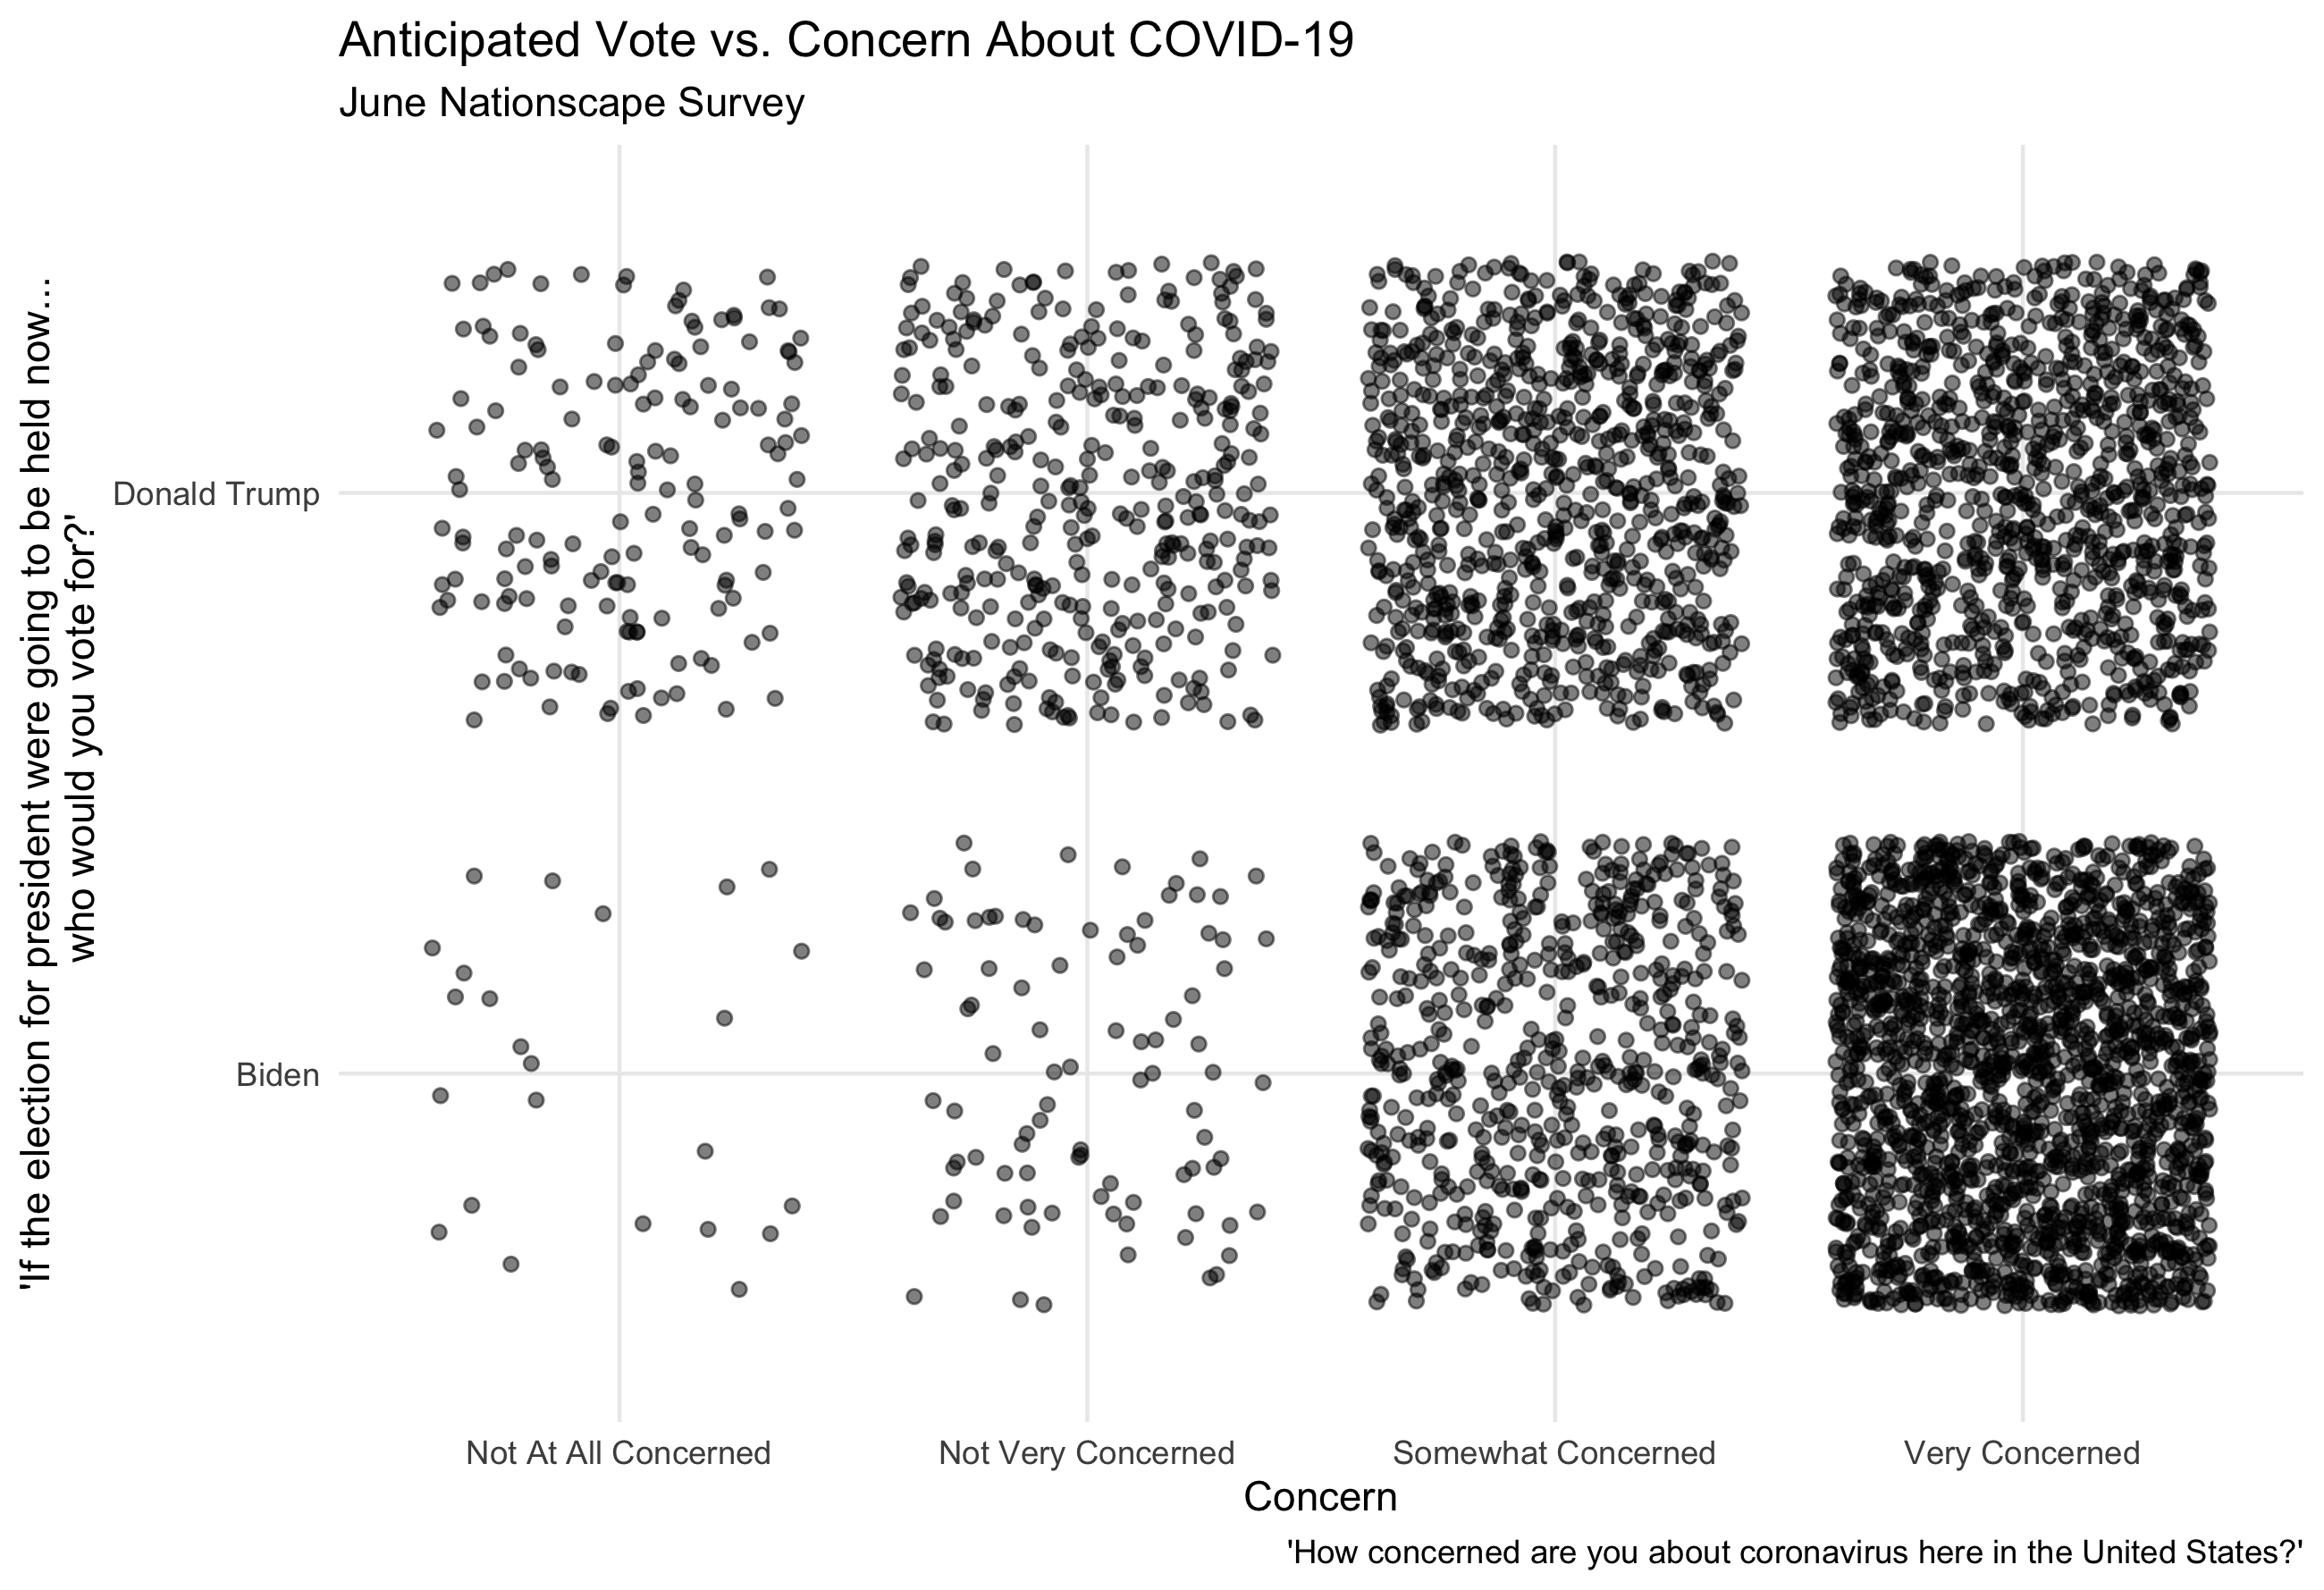 Anticipated Vote vs. Concern About COVID-19
June Nationscape Survey
'If the election for president were going to be held now...
who would you vote for?'
Donald Trump
Biden
Not At All Concerned
Not Very Concerned
Somewhat Concerned
Very Concerned
Concern
'How concerned are you about coronavirus here in the United States?'